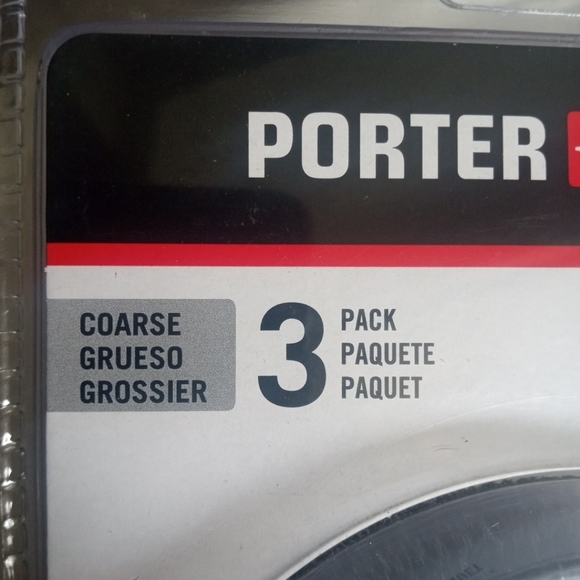 PORTER
COARSE
GRUESO
GROSSIER
3
PACK
PAQUETE
PAQUET